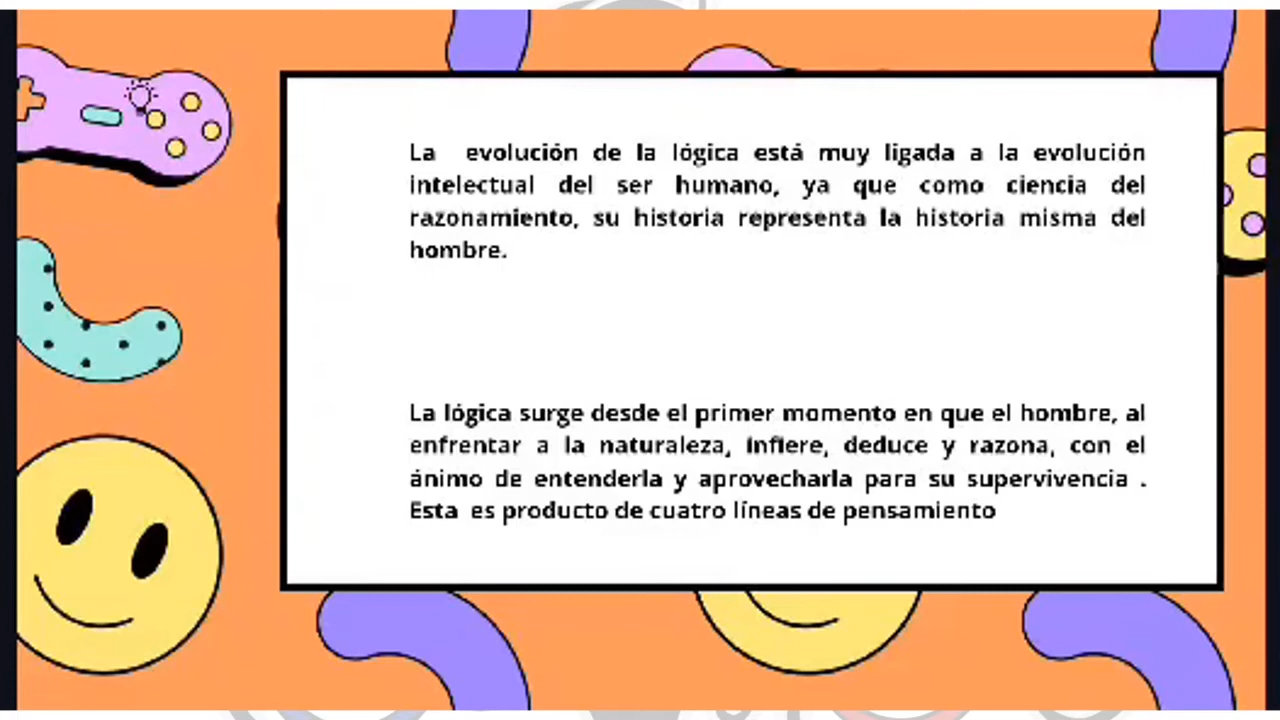 La evolución de la lógica está muy ligada a la evolución
intelectual del ser humano, ya que como ciencia del
razonamiento, su historia representa la historia misma del
hombre.
La lógica surge desde el primer momento en que el hombre, al
enfrentar a la naturaleza, infiere, deduce y razona, con el
ánimo de entenderla y aprovecharla para su supervivencia .
Esta es producto de cuatro líneas de pensamiento